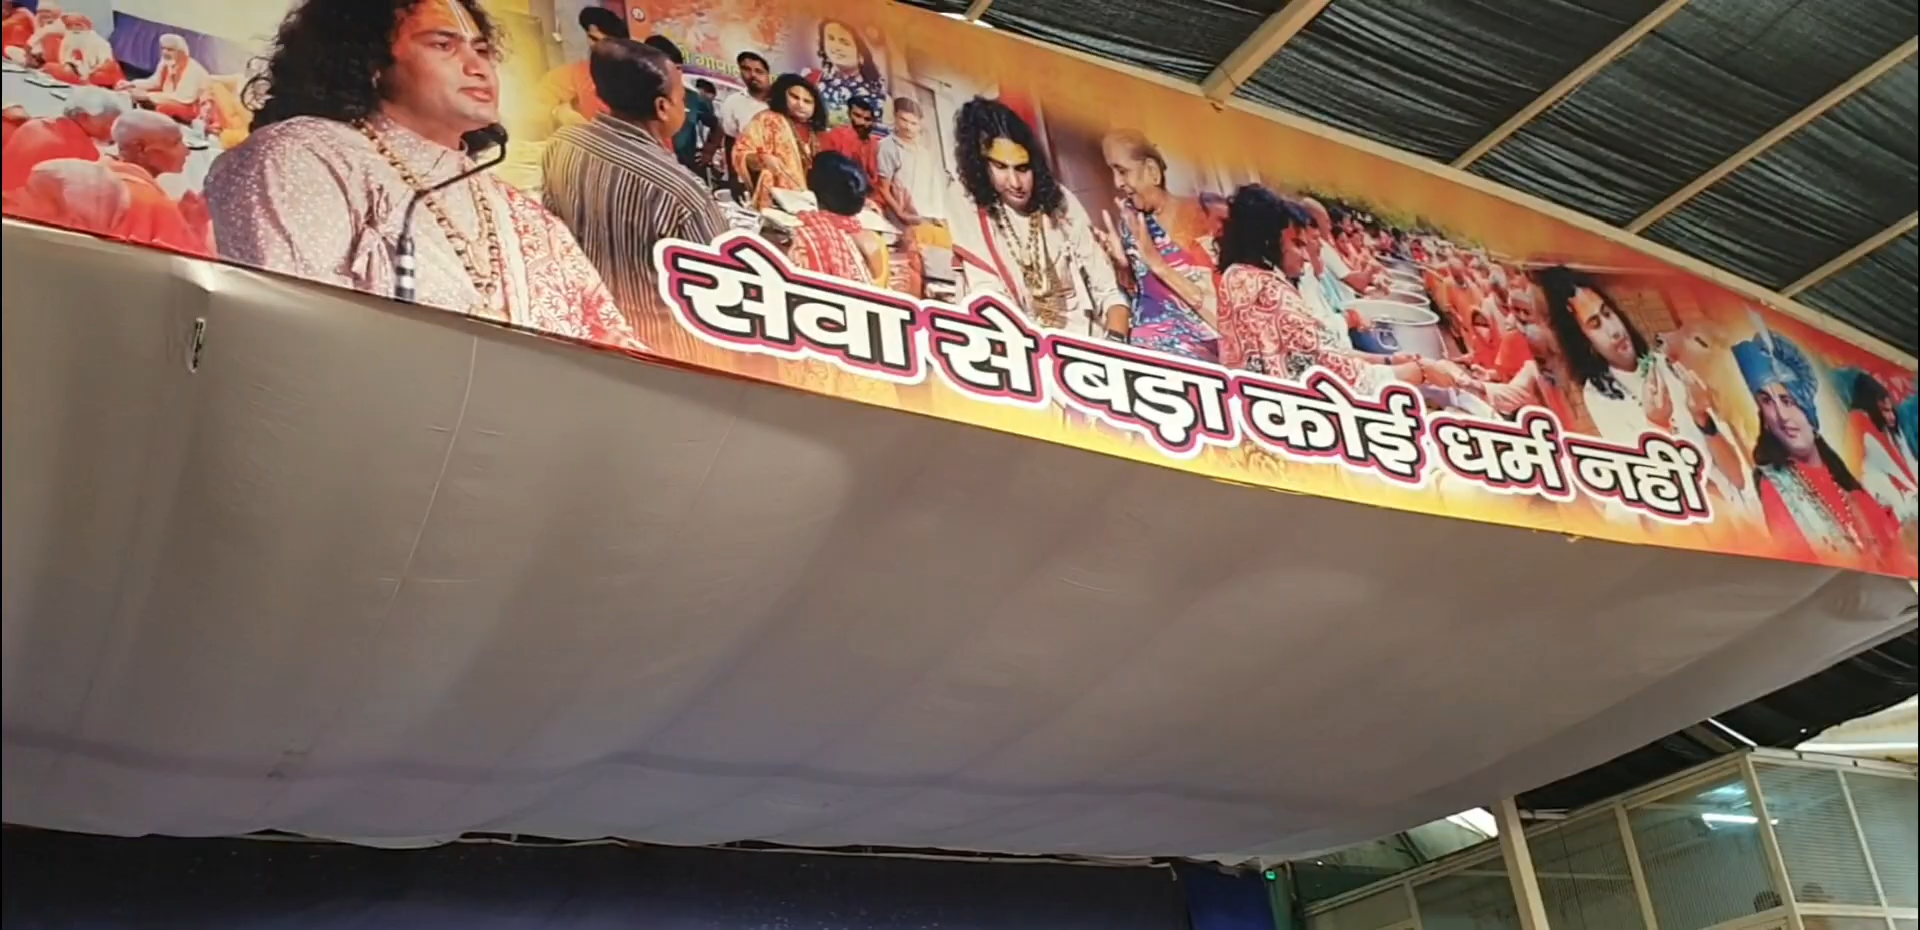 सेवा से बड़ा कोई धर्म नहीं